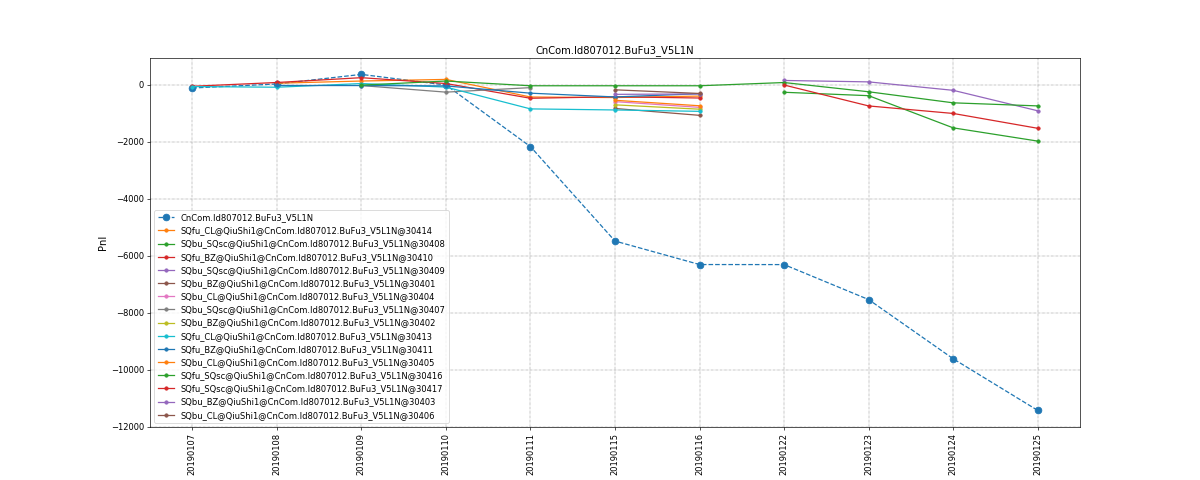 CnCom.Id807012.BuFu3_V5L1N
0
−2000
−4000
−6000
−8000
−10000
−12000
Pnl
CnCom.Id807012.BuFu3_V5L1N
SQfu_CL@QiuShi1@CnCom.Id807012.BuFu3_V5L1N@30414
SQbu_SQsc@QiuShi1@CnCom.Id807012.BuFu3_V5L1N@30408
SQfu_BZ@QiuShi1@CnCom.Id807012.BuFu3_V5L1N@30410
SQbu_SQsc@QiuShi1@CnCom.Id807012.BuFu3_V5L1N@30409
SQbu_BZ@QiuShi1@CnCom.Id807012.BuFu3_V5L1N@30401
SQbu_CL@QiuShi1@CnCom.Id807012.BuFu3_V5L1N@30404
SQbu_SQsc@QiuShi1@CnCom.Id807012.BuFu3_V5L1N@30407
SQbu_BZ@QiuShi1@CnCom.Id807012.BuFu3_V5L1N@30402
SQfu_CL@QiuShi1@CnCom.Id807012.BuFu3_V5L1N@30413
SQfu_BZ@QiuShi1@CnCom.Id807012.BuFu3_V5L1N@30411
SQbu_CL@QiuShi1@CnCom.Id807012.BuFu3_V5L1N@30405
SQfu_SQsc@QiuShi1@CnCom.Id807012.BuFu3_V5L1N@30416
SQfu_SQsc@QiuShi1@CnCom.Id807012.BuFu3_V5L1N@30417
SQbu_BZ@QiuShi1@CnCom.Id807012.BuFu3_V5L1N@30403
SQbu_CL@QiuShi1@CnCom.Id807012.BuFu3_V5L1N@30406
20190107
20190108
20190109
20190110
20190111
20190115
20190116
20190122
20190123
20190124
20190125